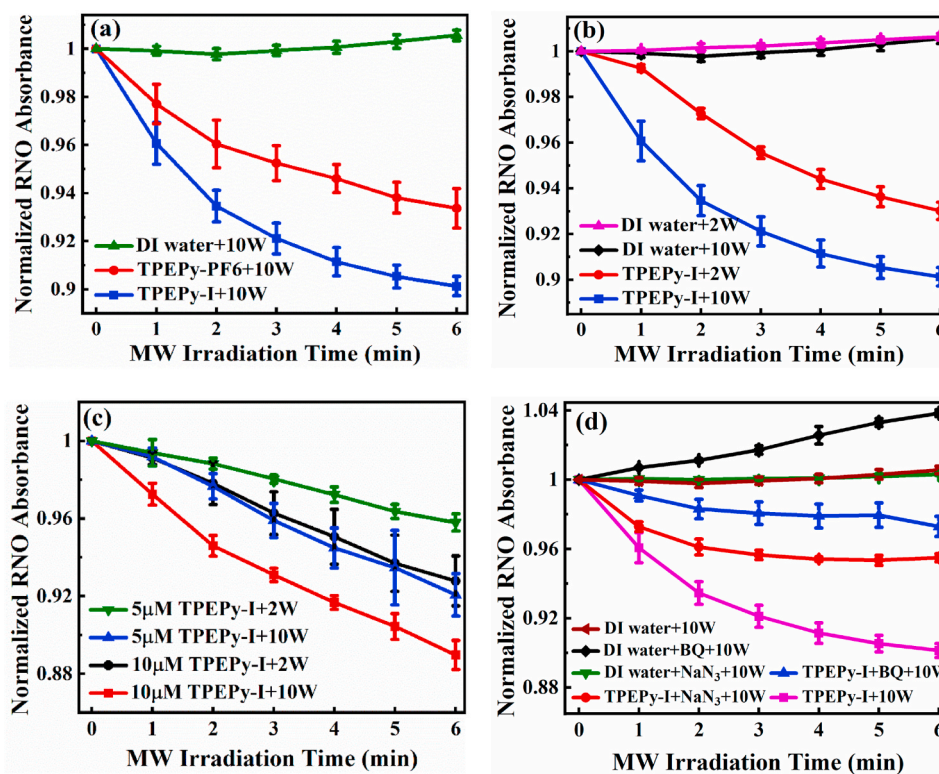 (a)
Normalized RNO Absorbance
1
0.98
0.96
0.94
0.92
0.9
DI water+10W
TPEPy-PF6+10W
TPEPy-I+10W
0 1 2 3 4 5 6
MW Irradiation Time (min)
(b)
Normalized RNO Absorbance
1
0.98
0.96
0.94
0.92
0.9
DI water+2W
DI water+10W
TPEPy-I+2W
TPEPy-I+10W
0 1 2 3 4 5 6
MW Irradiation Time (min)
(c)
Normalized RNO Absorbance
1
0.96
0.92
0.88
5μM TPEPy-I+2W
5μM TPEPy-I+10W
10μM TPEPy-I+2W
10μM TPEPy-I+10W
0 1 2 3 4 5 6
MW Irradiation Time (min)
(d)
Normalized RNO Absorbance
1.04
1
0.96
0.92
0.88
DI water+10W
DI water+BQ+10W
DI water+NaN₃+10W TPEPy-I+BQ+10W
TPEPy-I+NaN₃+10W TPEPy-I+10W
0 1 2 3 4 5 6
MW Irradiation Time (min)